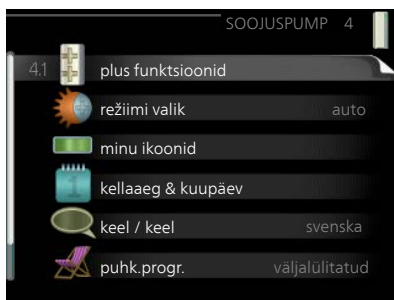 SOOJUSPUMP 4
4.1 plus funktsioonid
režiimi valik auto
minu ikoonid
kellaaeg & kuupäev
keel / keel svenska
puhk.progr. väljalülitatud